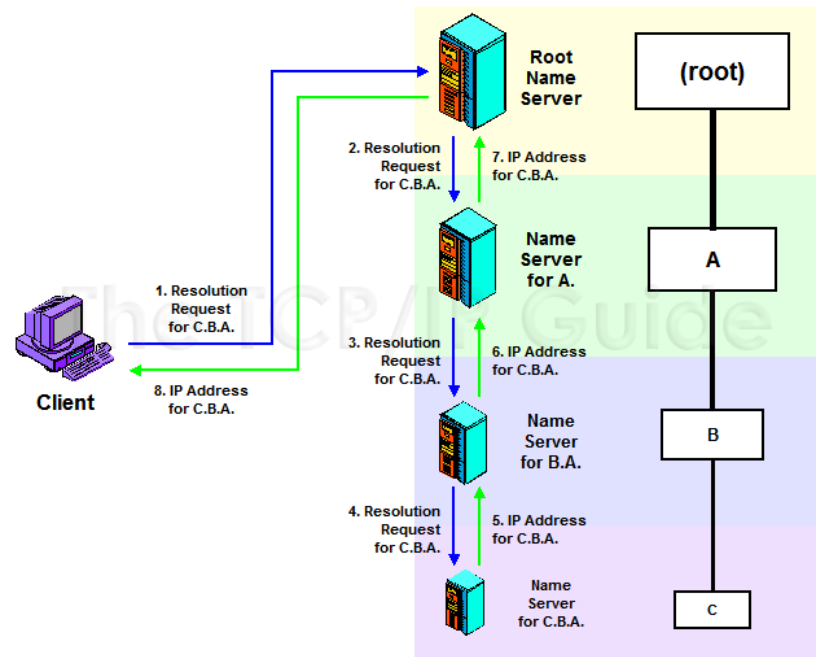 Root
Name
Server
(root)
2. Resolution
Request
for C.B.A.
7. IP Address
for C.B.A.
Name
Server
for A.
A
The TCP/IP Guide
1. Resolution
Request
for C.B.A.
3. Resolution
Request
for C.B.A.
6. IP Address
for C.B.A.
8. IP Address
for C.B.A.
Client
Name
Server
for B.A.
B
4. Resolution
Request
for C.B.A.
5. IP Address
for C.B.A.
Name
Server
for C.B.A.
C